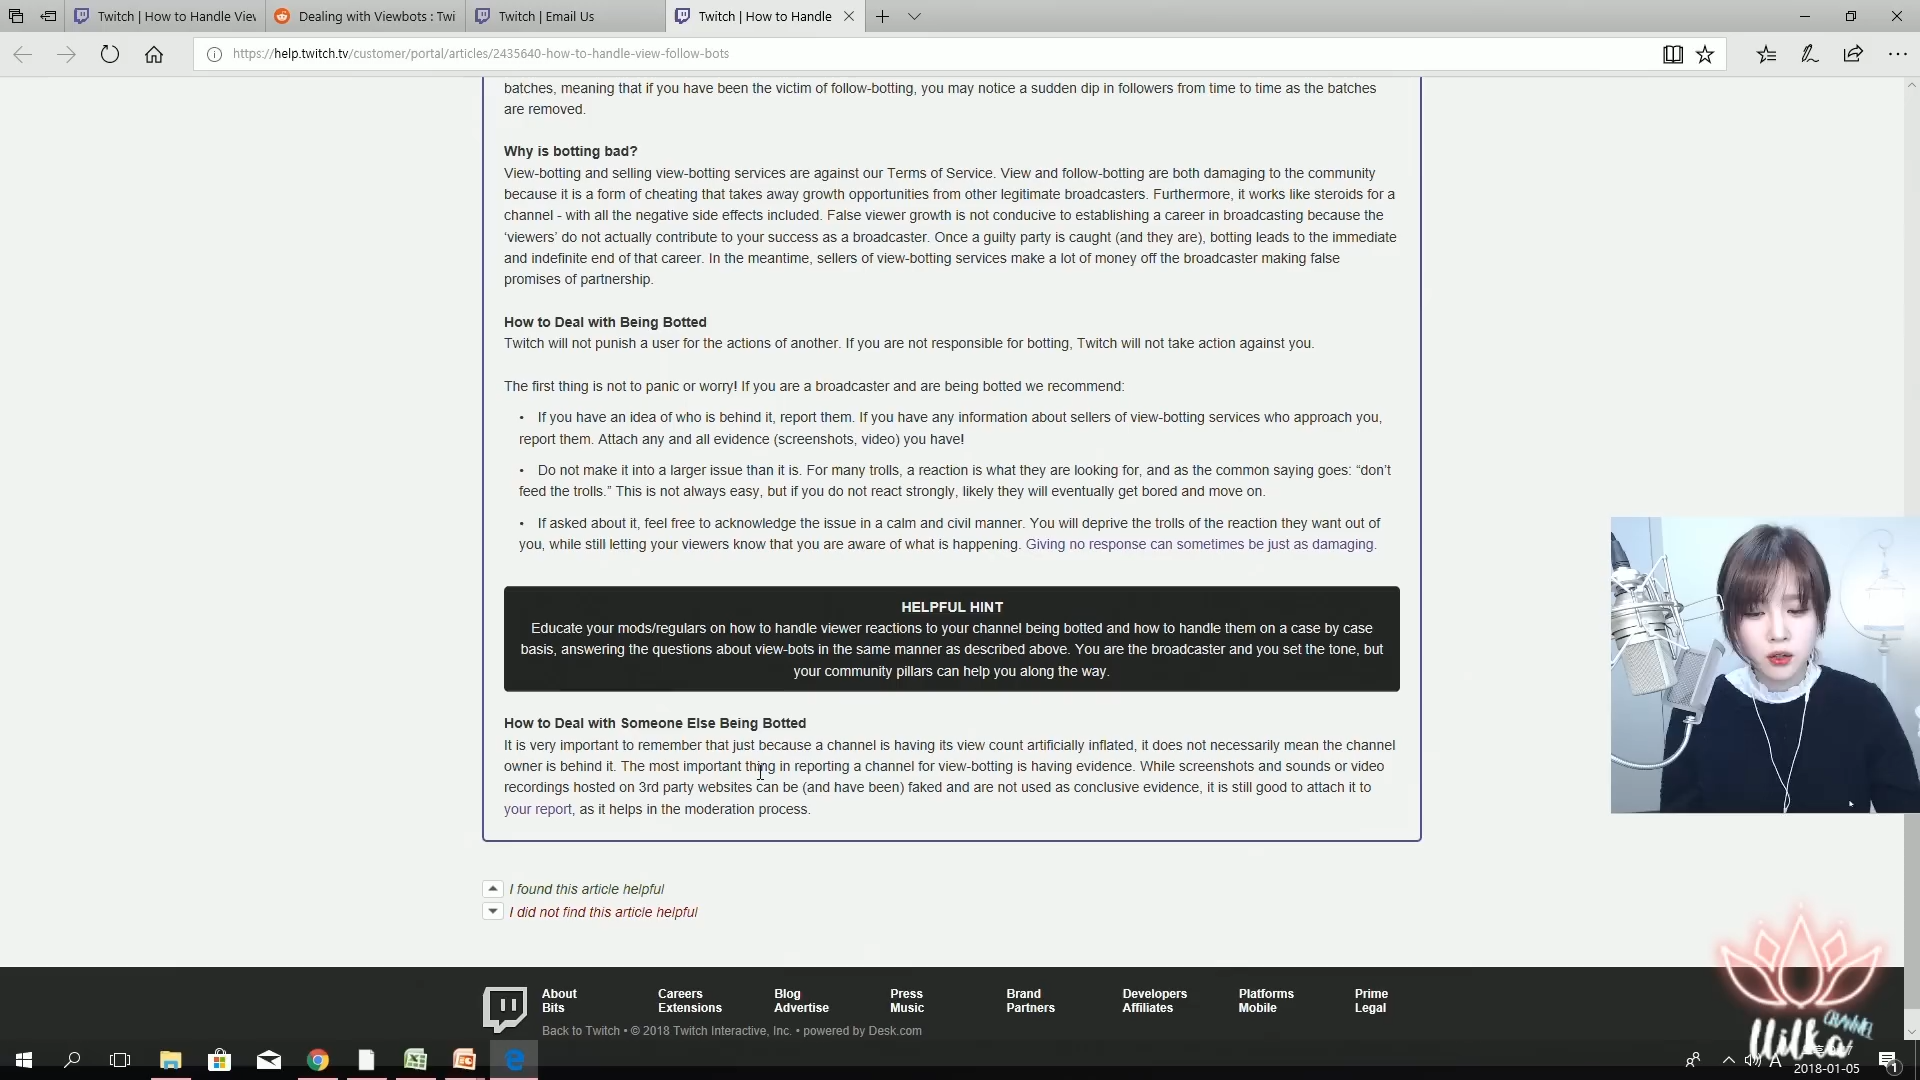 Twitch | How to Handle View
Dealing with Viewbots : Twi
Twitch | Email Us
Twitch | How to Handle
https://help.twitch.tv/customer/portal/articles/2435640-how-to-handle-view-follow-bots
batches, meaning that if you have been the victim of follow-botting, you may notice a sudden dip in followers from time to time as the batches
are removed.
Why is botting bad?
View-botting and selling view-botting services are against our Terms of Service. View and follow-botting are both damaging to the community
because it is a form of cheating that takes away growth opportunities from other legitimate broadcasters. Furthermore, it works like steroids for a
channel - with all the negative side effects included. False viewer growth is not conducive to establishing a career in broadcasting because the
‘viewers’ do not actually contribute to your success as a broadcaster. Once a guilty party is caught (and they are), botting leads to the immediate
and indefinite end of that career. In the meantime, sellers of view-botting services make a lot of money off the broadcaster making false
promises of partnership.
How to Deal with Being Botted
Twitch will not punish a user for the actions of another. If you are not responsible for botting, Twitch will not take action against you.
The first thing is not to panic or worry! If you are a broadcaster and are being botted we recommend:
• If you have an idea of who is behind it, report them. If you have any information about sellers of view-botting services who approach you,
report them. Attach any and all evidence (screenshots, video) you have!
• Do not make it into a larger issue than it is. For many trolls, a reaction is what they are looking for, and as the common saying goes: “don’t
feed the trolls.” This is not always easy, but if you do not react strongly, likely they will eventually get bored and move on.
• If asked about it, feel free to acknowledge the issue in a calm and civil manner. You will deprive the trolls of the reaction they want out of
you, while still letting your viewers know that you are aware of what is happening. Giving no response can sometimes be just as damaging.
HELPFUL HINT
Educate your mods/regulars on how to handle viewer reactions to your channel being botted and how to handle them on a case by case
basis, answering the questions about view-bots in the same manner as described above. You are the broadcaster and you set the tone, but
your community pillars can help you along the way.
How to Deal with Someone Else Being Botted
It is very important to remember that just because a channel is having its view count artificially inflated, it does not necessarily mean the channel
owner is behind it. The most important thing in reporting a channel for view-botting is having evidence. While screenshots and sounds or video
recordings hosted on 3rd party websites can be (and have been) faked and are not used as conclusive evidence, it is still good to attach it to
your report, as it helps in the moderation process.
I found this article helpful
I did not find this article helpful
About Careers Blog Press Brand Developers Platforms Prime
Bits Extensions Advertise Music Partners Affiliates Mobile Legal
Back to Twitch • © 2018 Twitch Interactive, Inc. • powered by Desk.com
CHANNEL
Uilka
A
2018-01-05
1